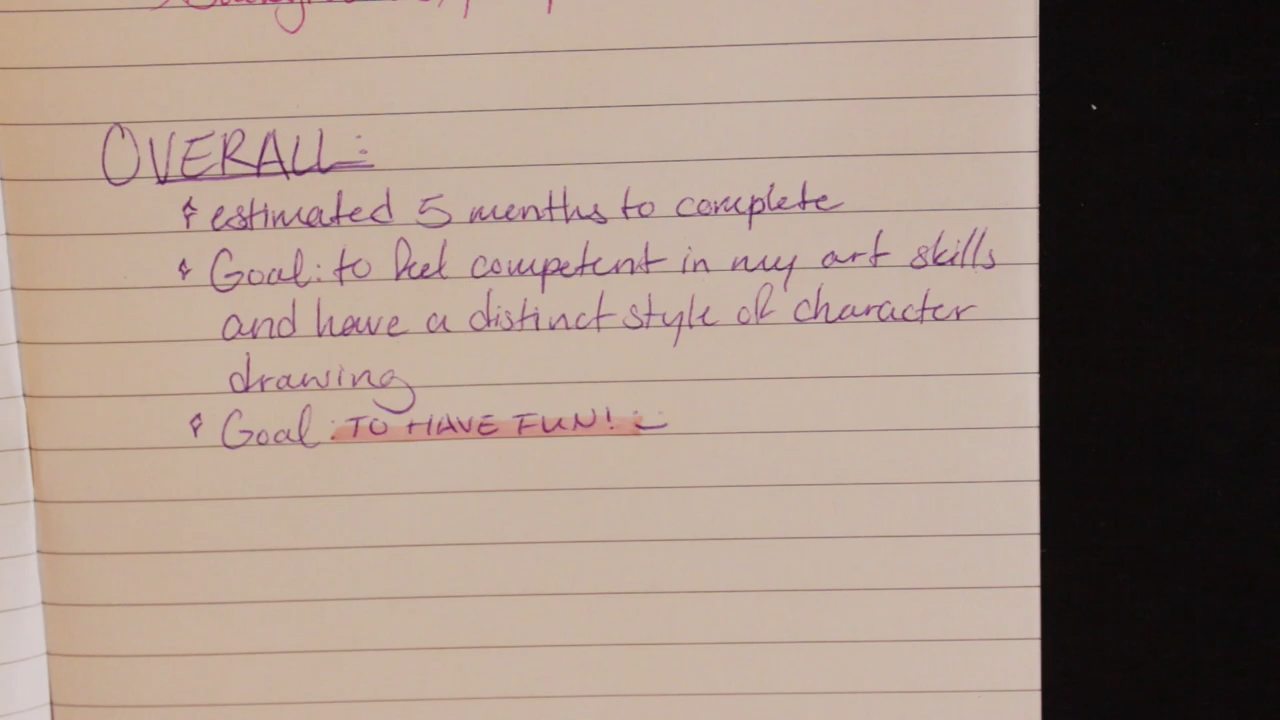 OVERALL:
estimated 5 months to complete
Goal: to feel competent in my art skills
and have a distinct style of character
drawing
Goal: TO HAVE FUN!